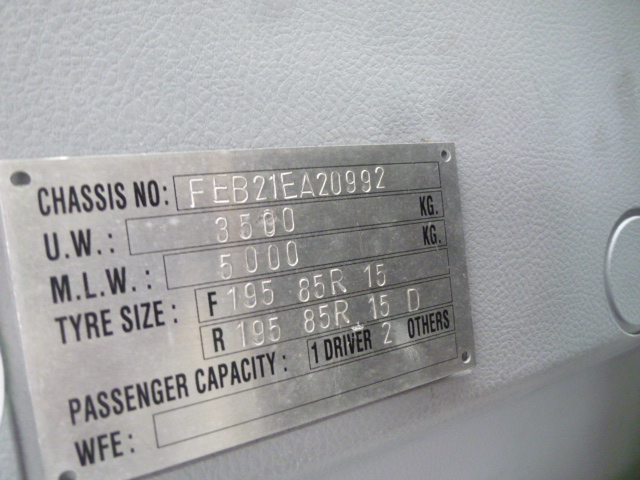 CHASSIS NO: FEB21EA20992
U.W.: 3500 KG.
M.L.W.: 5000 KG.
TYRE SIZE: F 195 85R 15
R 195 85R 15 D
PASSENGER CAPACITY: 1 DRIVER 2 OTHERS
WFE: